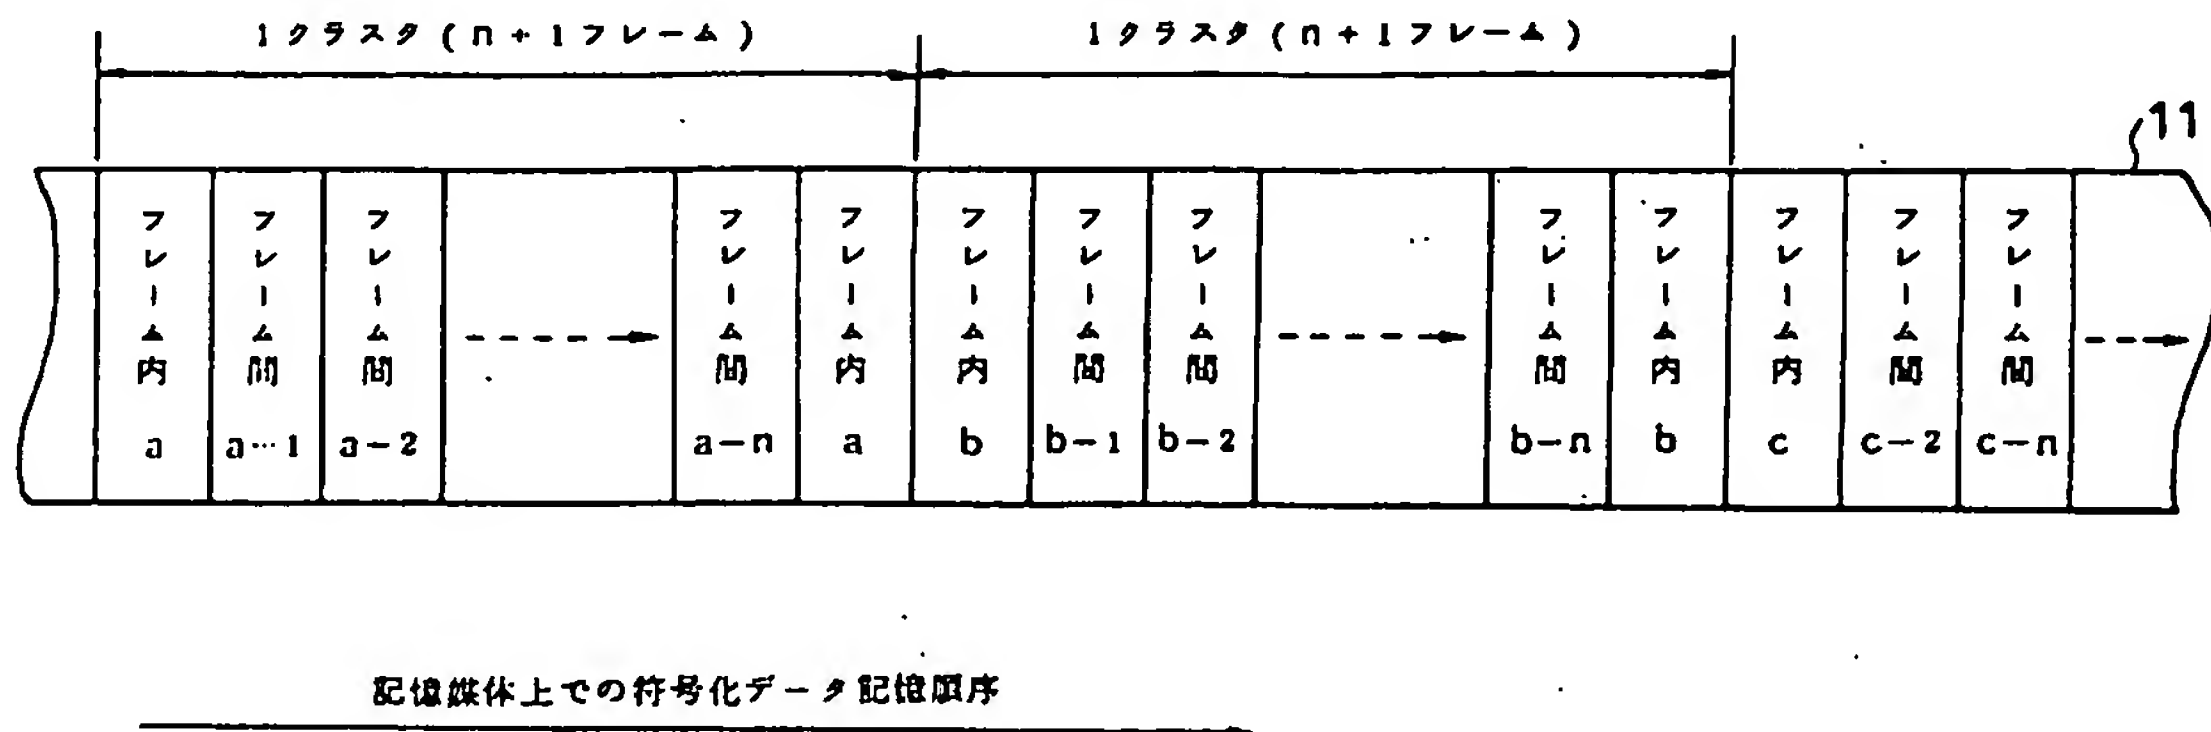 1クラスタ(n+1フレーム)
1クラスタ(n+1フレーム)
11
フレーム内
a
フレーム間
a…1
フレーム間
a-2
フレーム間
a-n
フレーム内
a
フレーム内
b
フレーム間
b-1
フレーム間
b-2
フレーム間
b-n
フレーム内
b
フレーム内
c
フレーム間
c-2
フレーム間
c-n
記憶媒体上での符号化データ記憶順序